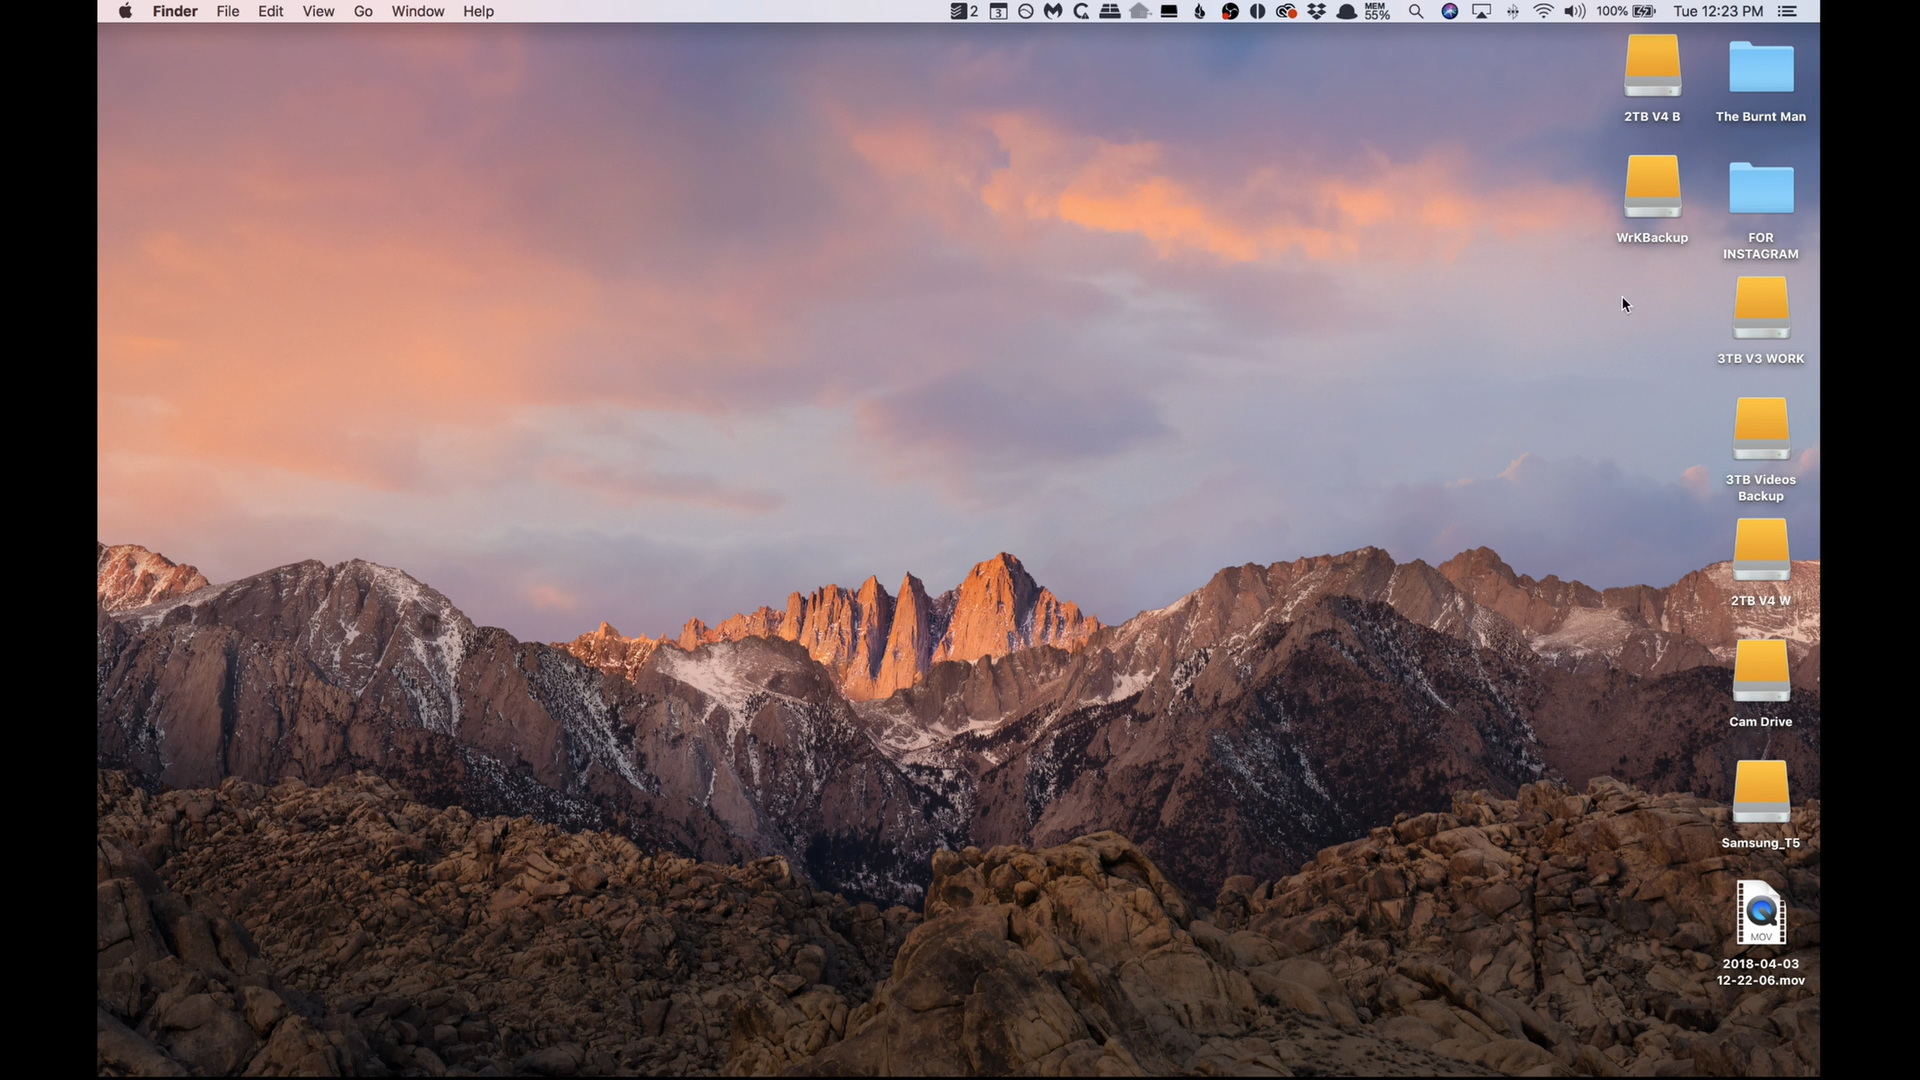 Finder File Edit View Go Window Help 2 3 MEM 55% 100% Tue 12:23 PM
2TB V4 B
The Burnt Man
WrKBackup
FOR
INSTAGRAM
3TB V3 WORK
3TB Videos
Backup
2TB V4 W
Cam Drive
Samsung_T5
MOV
2018-04-03
12-22-06.mov